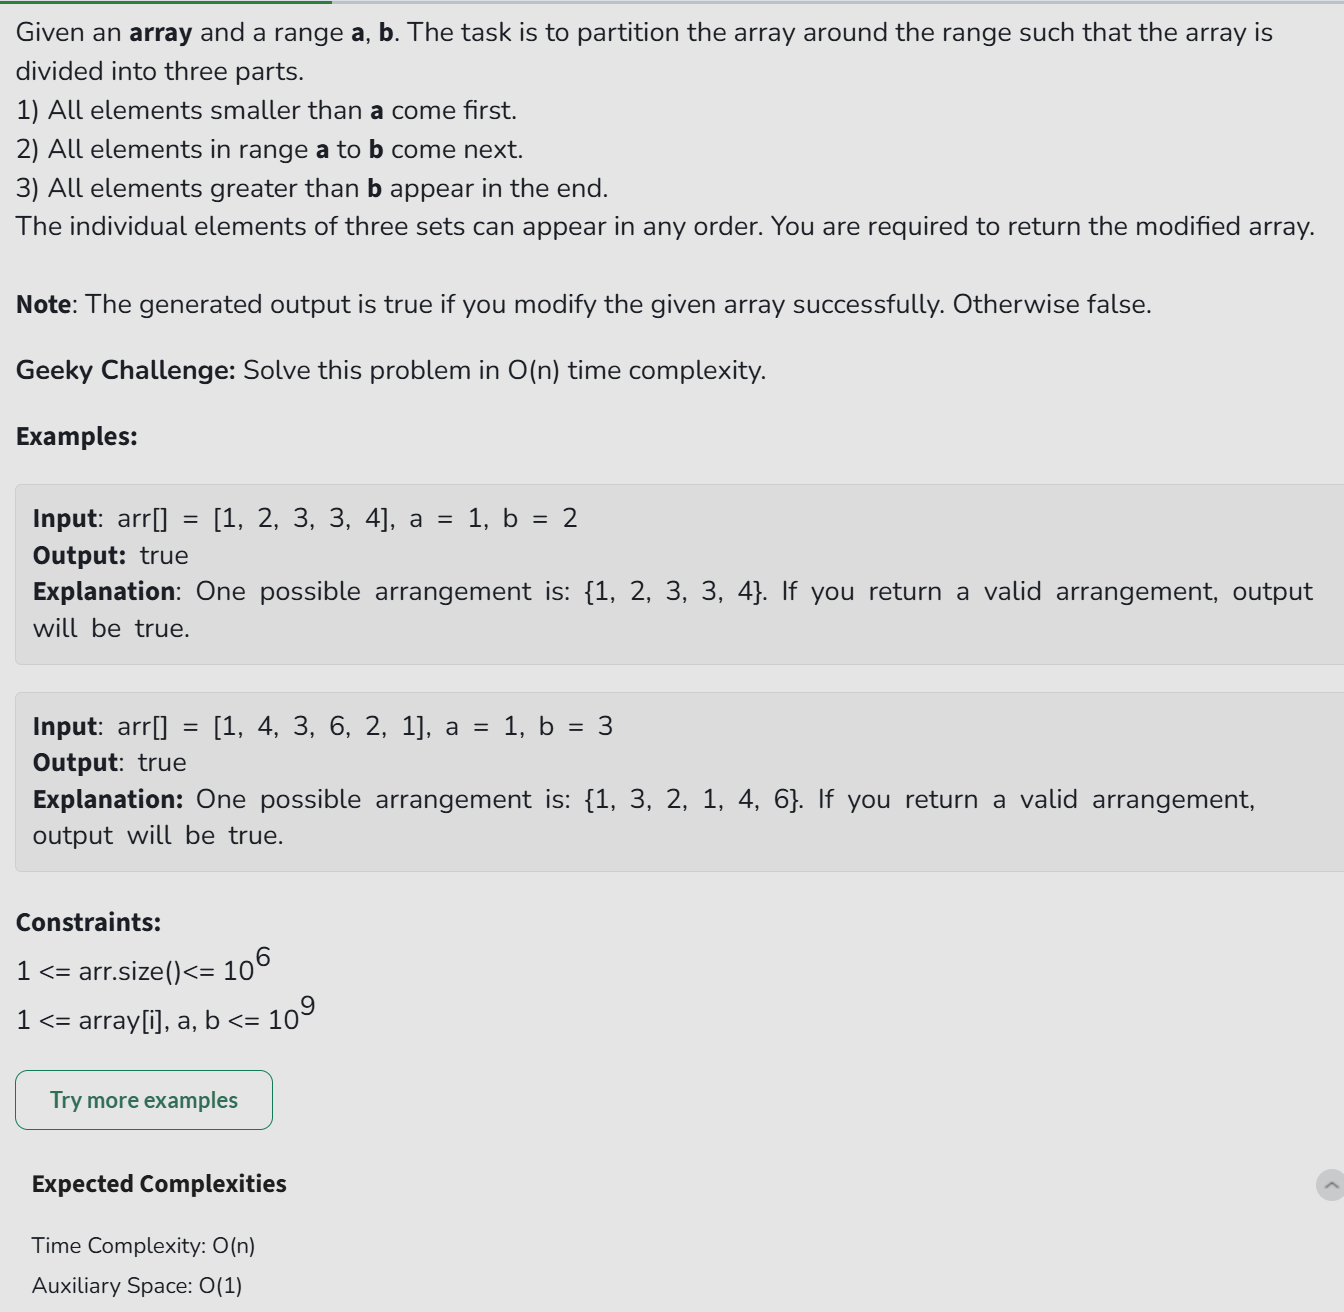 Given an array and a range a, b. The task is to partition the array around the range such that the array is
divided into three parts.
1) All elements smaller than a come first.
2) All elements in range a to b come next.
3) All elements greater than b appear in the end.
The individual elements of three sets can appear in any order. You are required to return the modified array.
Note: The generated output is true if you modify the given array successfully. Otherwise false.
Geeky Challenge: Solve this problem in O(n) time complexity.
Examples:
Input: arr[] = [1, 2, 3, 3, 4], a = 1, b = 2
Output: true
Explanation: One possible arrangement is: {1, 2, 3, 3, 4}. If you return a valid arrangement, output
will be true.
Input: arr[] = [1, 4, 3, 6, 2, 1], a = 1, b = 3
Output: true
Explanation: One possible arrangement is: {1, 3, 2, 1, 4, 6}. If you return a valid arrangement,
output will be true.
Constraints:
1 <= arr.size()<= 10⁶
1 <= array[i], a, b <= 10⁹
Try more examples
Expected Complexities
Time Complexity: O(n)
Auxiliary Space: O(1)